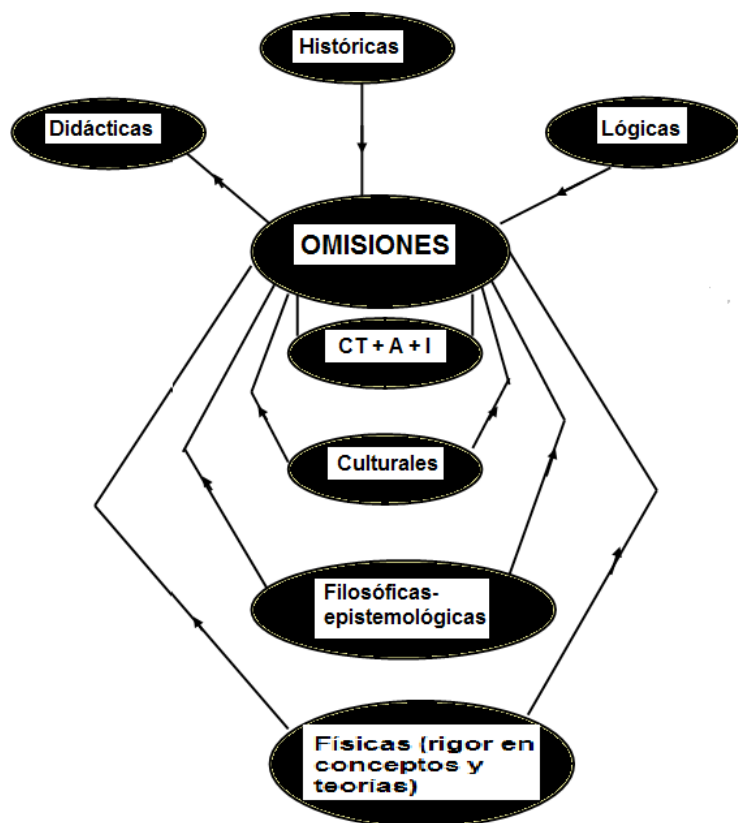 Históricas
Didácticas
Lógicas
OMISIONES
CT + A + I
Culturales
Filosóficas-
epistemológicas
Físicas (rigor en
conceptos y
teorías)